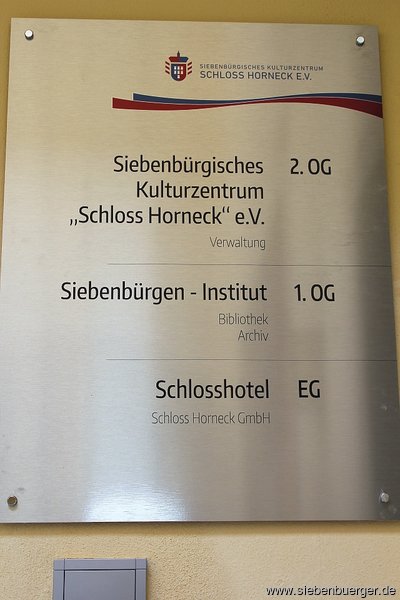 SIEBENBÜRGISCHES KULTURZENTRUM
SCHLOSS HORNECK E.V.
Siebenbürgisches 2. OG
Kulturzentrum
„Schloss Horneck“ e.V.
Verwaltung
Siebenbürgen - Institut 1. OG
Bibliothek
Archiv
Schlosshotel EG
Schloss Horneck GmbH
www.siebenbuerger.de